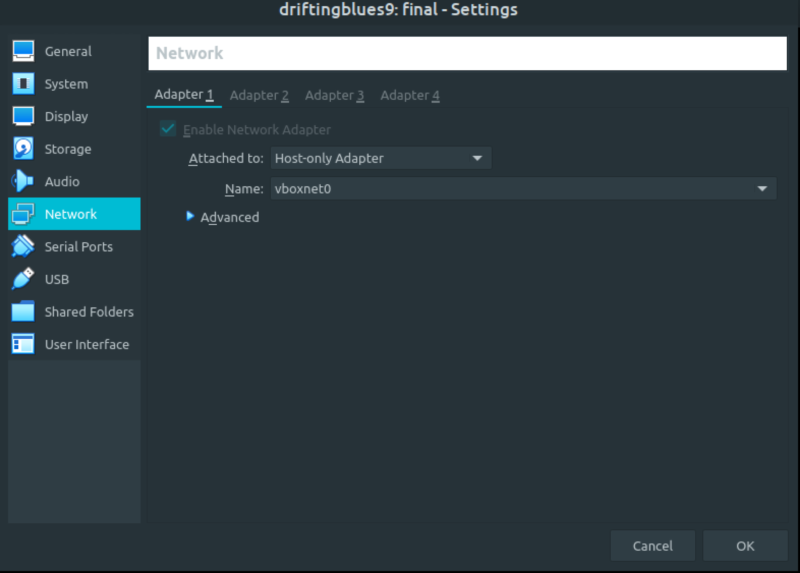 driftingblues9: final - Settings
General
System
Display
Storage
Audio
Network
Serial Ports
USB
Shared Folders
User Interface
Network
Adapter 1 Adapter 2 Adapter 3 Adapter 4
Enable Network Adapter
Attached to: Host-only Adapter
Name: vboxnet0
Advanced
Cancel OK